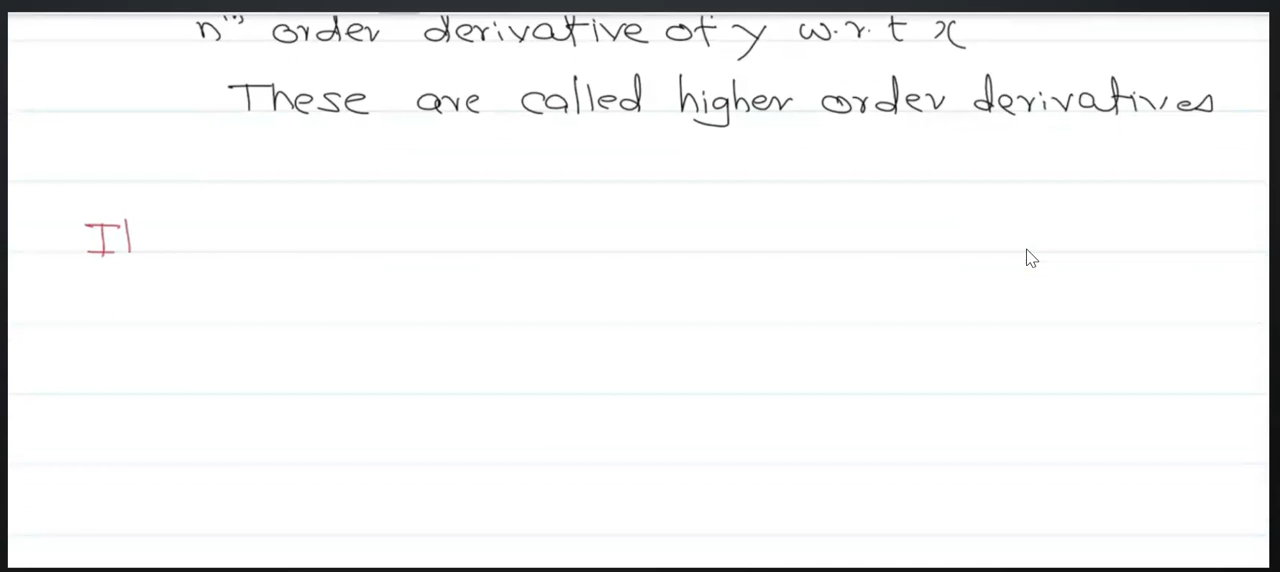 nth order derivative of y w.r.t x
These are called higher order derivatives
Il